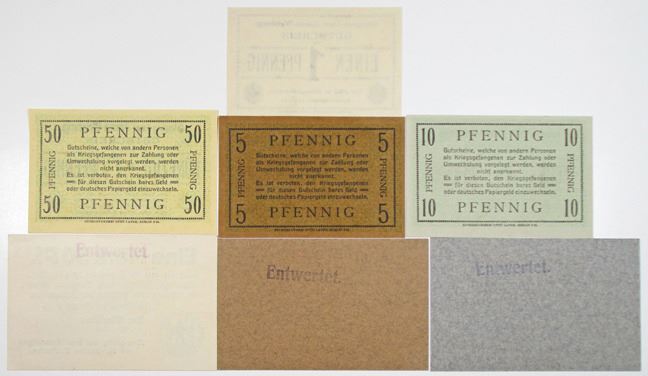 GUTSCHEIN
EINEN 1 PFENNIG
50 PFENNIG 50
PFENNIG
Gutscheine, welche von andern Personen
als Kriegsgefangenen zur Zahlung oder
Umwechslung vorgelegt werden, werden
nicht anerkannt.
Es ist verboten, den Kriegsgefangenen
für diesen Gutschein bares Geld
oder deutsches Papiergeld einzuwechseln.
PFENNIG
50 PFENNIG 50
5 PFENNIG 5
PFENNIG
Gutscheine, welche von andern Personen
als Kriegsgefangenen zur Zahlung oder
Umwechslung vorgelegt werden, werden
nicht anerkannt.
Es ist verboten, den Kriegsgefangenen
für diesen Gutschein bares Geld
oder deutsches Papiergeld einzuwechseln.
PFENNIG
5 PFENNIG 5
10 PFENNIG 10
PFENNIG
Gutscheine, welche von andern Personen
als Kriegsgefangenen zur Zahlung oder
Umwechslung vorgelegt werden, werden
nicht anerkannt.
Es ist verboten, den Kriegsgefangenen
für diesen Gutschein bares Geld
oder deutsches Papiergeld einzuwechseln.
PFENNIG
10 PFENNIG 10
Entwertet.
Entwertet.
Entwertet.